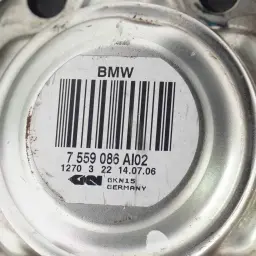 BMW
7 559 086 AI02
1270 3 22 14.07.06
GKN GKN15
GERMANY